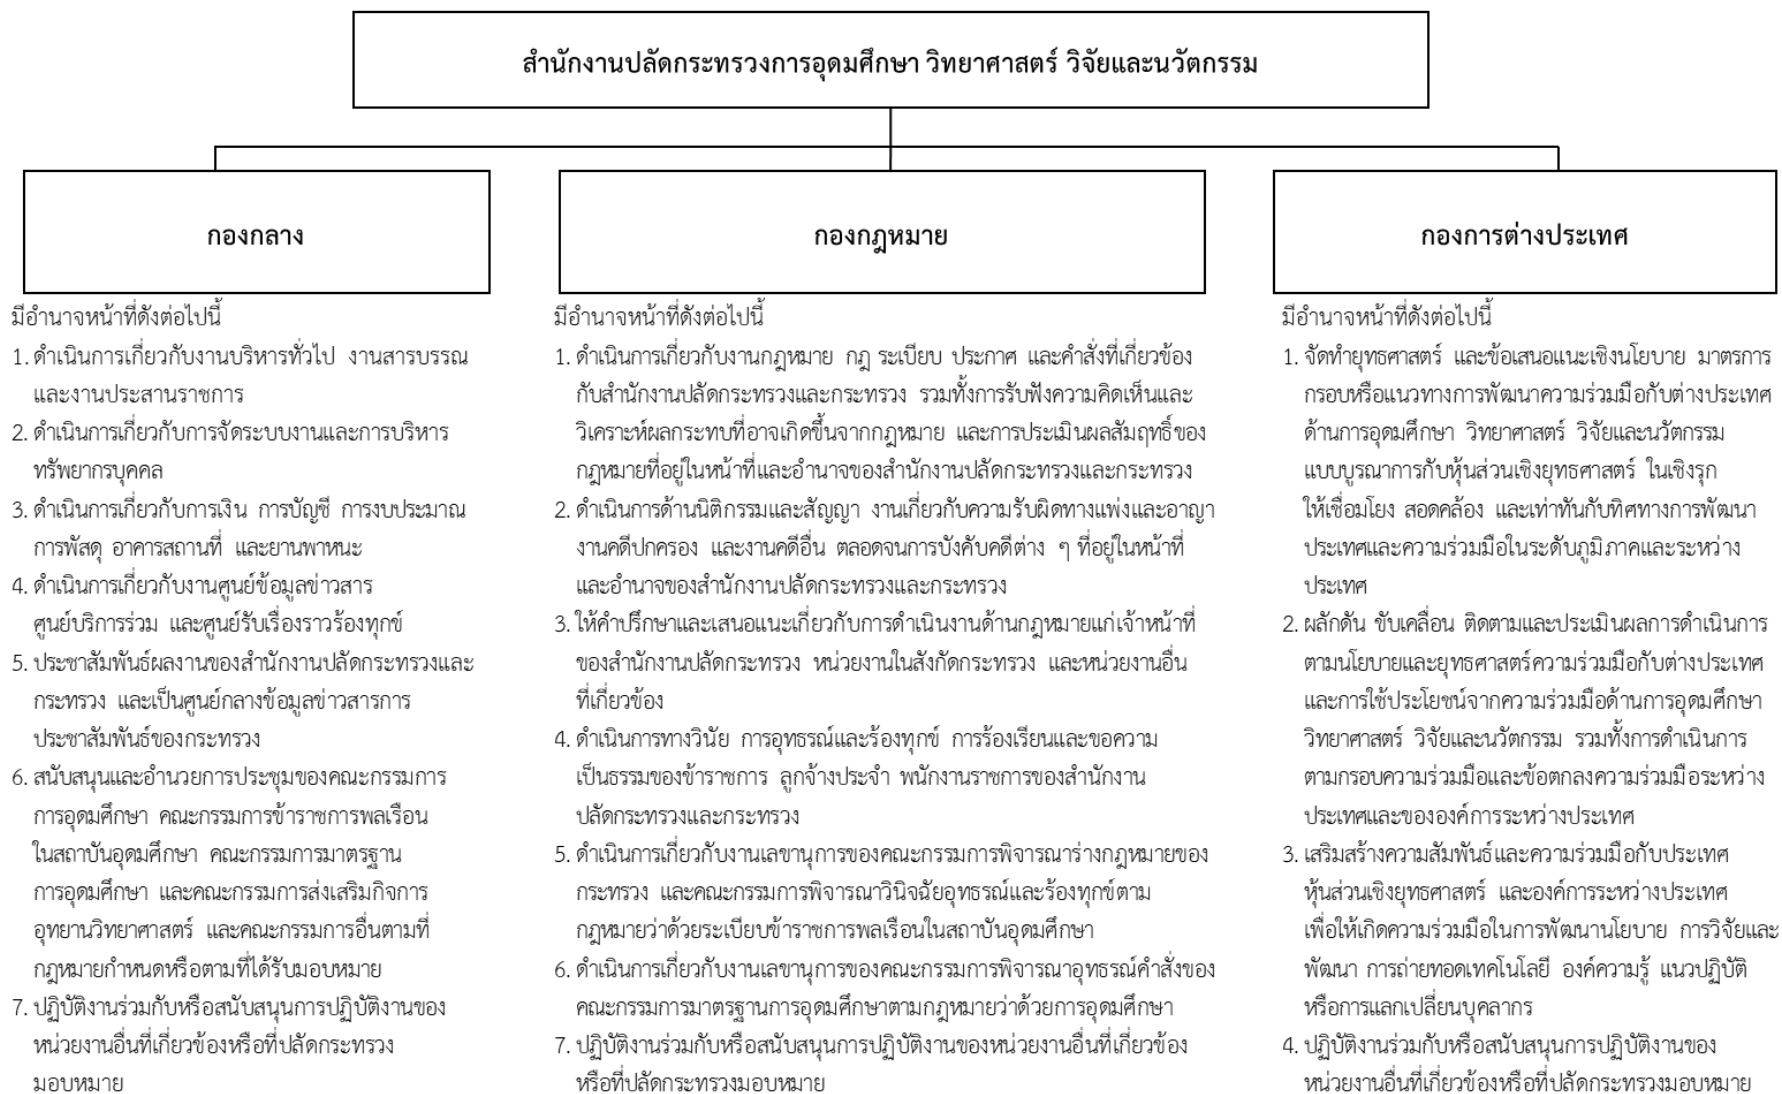 สำนักงานปลัดกระทรวงการอุดมศึกษา วิทยาศาสตร์ วิจัยและนวัตกรรม
กองกลาง
มีอำนาจหน้าที่ดังต่อไปนี้
1. ดำเนินการเกี่ยวกับงานบริหารทั่วไป งานสารบรรณ
และงานประสานราชการ
2. ดำเนินการเกี่ยวกับการจัดระบบงานและการบริหาร
ทรัพยากรบุคคล
3. ดำเนินการเกี่ยวกับการเงิน การบัญชี การงบประมาณ
การพัสดุ อาคารสถานที่ และยานพาหนะ
4. ดำเนินการเกี่ยวกับงานศูนย์ข้อมูลข่าวสาร
ศูนย์บริการร่วม และศูนย์รับเรื่องราวร้องทุกข์
5. ประชาสัมพันธ์ผลงานของสำนักงานปลัดกระทรวงและ
กระทรวง และเป็นศูนย์กลางข้อมูลข่าวสารการ
ประชาสัมพันธ์ของกระทรวง
6. สนับสนุนและอำนวยการประชุมของคณะกรรมการ
การอุดมศึกษา คณะกรรมการข้าราชการพลเรือน
ในสถาบันอุดมศึกษา คณะกรรมการมาตรฐาน
การอุดมศึกษา และคณะกรรมการส่งเสริมกิจการ
อุทยานวิทยาศาสตร์ และคณะกรรมการอื่นตามที่
กฎหมายกำหนดหรือตามที่ได้รับมอบหมาย
7. ปฏิบัติงานร่วมกับหรือสนับสนุนการปฏิบัติงานของ
หน่วยงานอื่นที่เกี่ยวข้องหรือที่ปลัดกระทรวง
มอบหมาย
กองกฎหมาย
มีอำนาจหน้าที่ดังต่อไปนี้
1. ดำเนินการเกี่ยวกับงานกฎหมาย กฎ ระเบียบ ประกาศ และคำสั่งที่เกี่ยวข้อง
กับสำนักงานปลัดกระทรวงและกระทรวง รวมทั้งการรับฟังความคิดเห็นและ
วิเคราะห์ผลกระทบที่อาจเกิดขึ้นจากกฎหมาย และการประเมินผลสัมฤทธิ์ของ
กฎหมายที่อยู่ในหน้าที่และอำนาจของสำนักงานปลัดกระทรวงและกระทรวง
2. ดำเนินการด้านนิติกรรมและสัญญา งานเกี่ยวกับความรับผิดทางแพ่งและอาญา
งานคดีปกครอง และงานคดีอื่น ตลอดจนการบังคับคดีต่าง ๆ ที่อยู่ในหน้าที่
และอำนาจของสำนักงานปลัดกระทรวงและกระทรวง
3. ให้คำปรึกษาและเสนอแนะเกี่ยวกับการดำเนินงานด้านกฎหมายแก่เจ้าหน้าที่
ของสำนักงานปลัดกระทรวง หน่วยงานในสังกัดกระทรวง และหน่วยงานอื่น
ที่เกี่ยวข้อง
4. ดำเนินการทางวินัย การอุทธรณ์และร้องทุกข์ การร้องเรียนและขอความ
เป็นธรรมของข้าราชการ ลูกจ้างประจำ พนักงานราชการของสำนักงาน
ปลัดกระทรวงและกระทรวง
5. ดำเนินการเกี่ยวกับงานเลขานุการของคณะกรรมการพิจารณาร่างกฎหมายของ
กระทรวง และคณะกรรมการพิจารณาวินิจฉัยอุทธรณ์และร้องทุกข์ตาม
กฎหมายว่าด้วยระเบียบข้าราชการพลเรือนในสถาบันอุดมศึกษา
6. ดำเนินการเกี่ยวกับงานเลขานุการของคณะกรรมการพิจารณาอุทธรณ์คำสั่งของ
คณะกรรมการมาตรฐานการอุดมศึกษาตามกฎหมายว่าด้วยการอุดมศึกษา
7. ปฏิบัติงานร่วมกับหรือสนับสนุนการปฏิบัติงานของหน่วยงานอื่นที่เกี่ยวข้อง
หรือที่ปลัดกระทรวงมอบหมาย
กองการต่างประเทศ
มีอำนาจหน้าที่ดังต่อไปนี้
1. จัดทำยุทธศาสตร์ และข้อเสนอแนะเชิงนโยบาย มาตรการ
กรอบหรือแนวทางการพัฒนาความร่วมมือกับต่างประเทศ
ด้านการอุดมศึกษา วิทยาศาสตร์ วิจัยและนวัตกรรม
แบบบูรณาการกับหุ้นส่วนเชิงยุทธศาสตร์ ในเชิงรุก
ให้เชื่อมโยง สอดคล้อง และเท่าทันกับทิศทางการพัฒนา
ประเทศและความร่วมมือในระดับภูมิภาคและระหว่าง
ประเทศ
2. ผลักดัน ขับเคลื่อน ติดตามและประเมินผลการดำเนินการ
ตามนโยบายและยุทธศาสตร์ความร่วมมือกับต่างประเทศ
และการใช้ประโยชน์จากความร่วมมือด้านการอุดมศึกษา
วิทยาศาสตร์ วิจัยและนวัตกรรม รวมทั้งการดำเนินการ
ตามกรอบความร่วมมือและข้อตกลงความร่วมมือระหว่าง
ประเทศและขององค์การระหว่างประเทศ
3. เสริมสร้างความสัมพันธ์และความร่วมมือกับประเทศ
หุ้นส่วนเชิงยุทธศาสตร์ และองค์การระหว่างประเทศ
เพื่อให้เกิดความร่วมมือในการพัฒนานโยบาย การวิจัยและ
พัฒนา การถ่ายทอดเทคโนโลยี องค์ความรู้ แนวปฏิบัติ
หรือการแลกเปลี่ยนบุคลากร
4. ปฏิบัติงานร่วมกับหรือสนับสนุนการปฏิบัติงานของ
หน่วยงานอื่นที่เกี่ยวข้องหรือที่ปลัดกระทรวงมอบหมาย